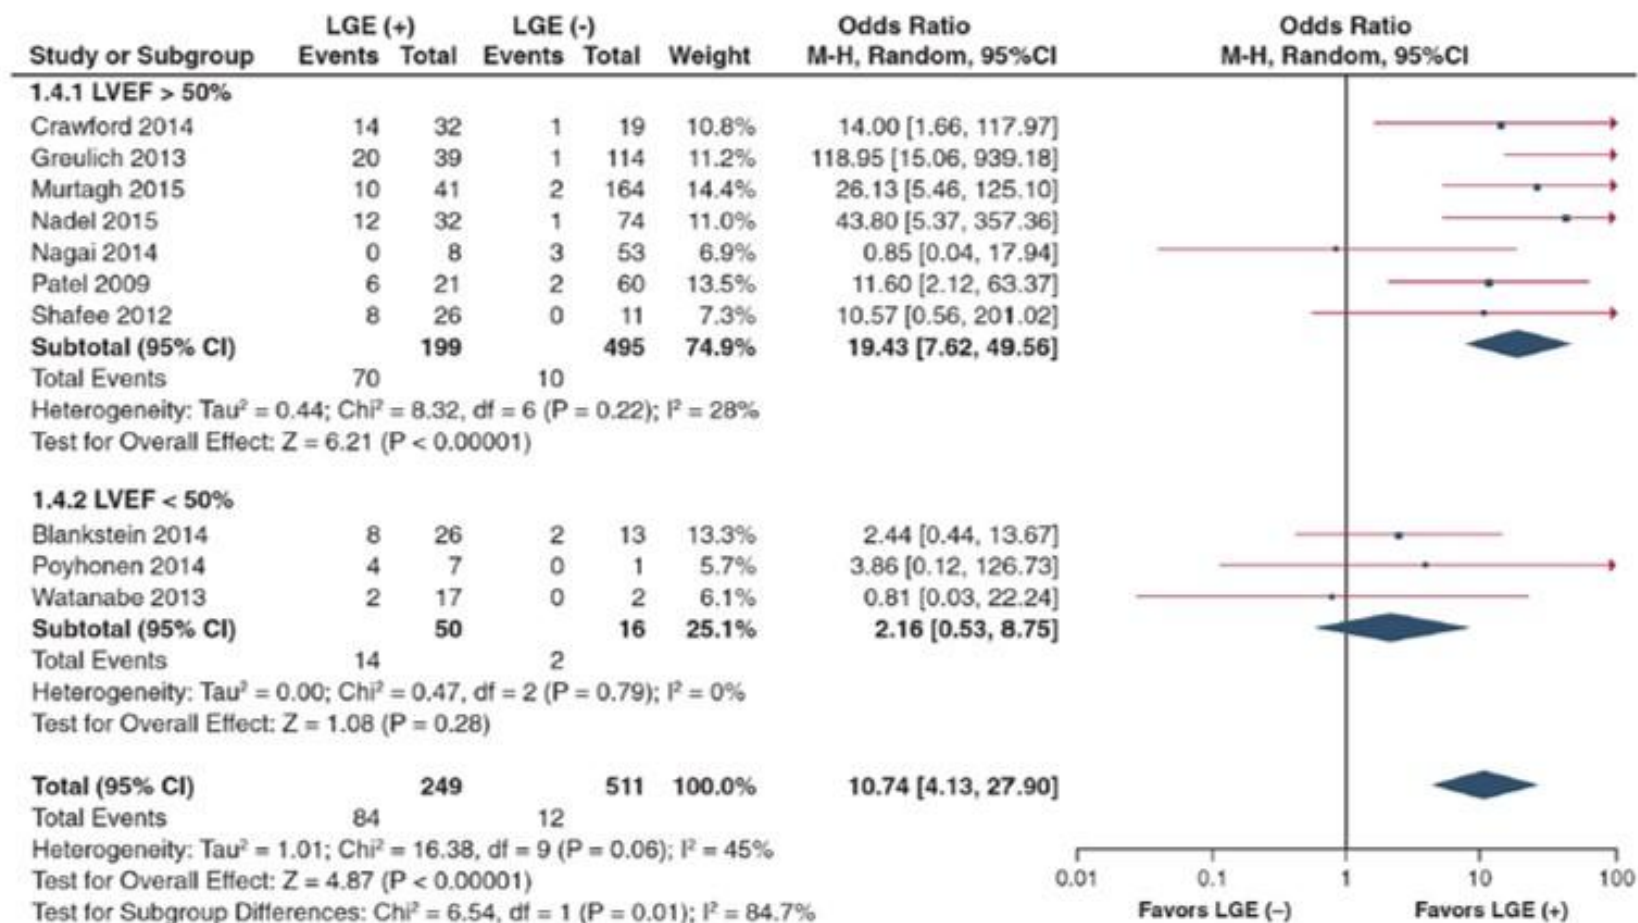 LGE (+) LGE (-) Odds Ratio Odds Ratio
Study or Subgroup Events Total Events Total Weight M-H, Random, 95%CI M-H, Random, 95%CI
1.4.1 LVEF > 50%
Crawford 2014 14 32 1 19 10.8% 14.00 [1.66, 117.97]
Greulich 2013 20 39 1 114 11.2% 118.95 [15.06, 939.18]
Murtagh 2015 10 41 2 164 14.4% 26.13 [5.46, 125.10]
Nadel 2015 12 32 1 74 11.0% 43.80 [5.37, 357.36]
Nagai 2014 0 8 3 53 6.9% 0.85 [0.04, 17.94]
Patel 2009 6 21 2 60 13.5% 11.60 [2.12, 63.37]
Shafee 2012 8 26 0 11 7.3% 10.57 [0.56, 201.02]
Subtotal (95% CI) 199 495 74.9% 19.43 [7.62, 49.56]
Total Events 70 10
Heterogeneity: Tau² = 0.44; Chi² = 8.32, df = 6 (P = 0.22); I² = 28%
Test for Overall Effect: Z = 6.21 (P < 0.00001)
1.4.2 LVEF < 50%
Blankstein 2014 8 26 2 13 13.3% 2.44 [0.44, 13.67]
Poyhonen 2014 4 7 0 1 5.7% 3.86 [0.12, 126.73]
Watanabe 2013 2 17 0 2 6.1% 0.81 [0.03, 22.24]
Subtotal (95% CI) 50 16 25.1% 2.16 [0.53, 8.75]
Total Events 14 2
Heterogeneity: Tau² = 0.00; Chi² = 0.47, df = 2 (P = 0.79); I² = 0%
Test for Overall Effect: Z = 1.08 (P = 0.28)
Total (95% CI) 249 511 100.0% 10.74 [4.13, 27.90]
Total Events 84 12
Heterogeneity: Tau² = 1.01; Chi² = 16.38, df = 9 (P = 0.06); I² = 45%
Test for Overall Effect: Z = 4.87 (P < 0.00001)
Test for Subgroup Differences: Chi² = 6.54, df = 1 (P = 0.01); I² = 84.7%
0.01 0.1 1 10 100
Favors LGE (–) Favors LGE (+)